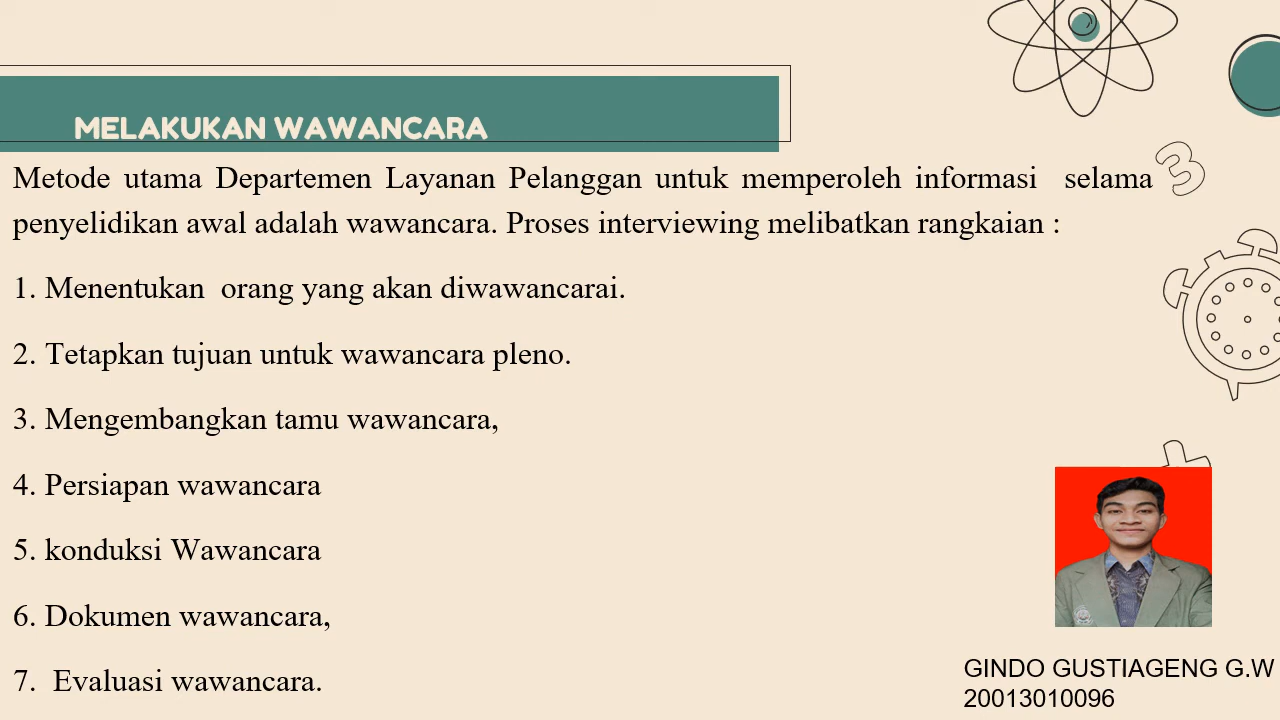 MELAKUKAN WAWANCARA
Metode utama Departemen Layanan Pelanggan untuk memperoleh informasi selama
penyelidikan awal adalah wawancara. Proses interviewing melibatkan rangkaian :
1. Menentukan orang yang akan diwawancarai.
2. Tetapkan tujuan untuk wawancara pleno.
3. Mengembangkan tamu wawancara,
4. Persiapan wawancara
5. konduksi Wawancara
6. Dokumen wawancara,
7. Evaluasi wawancara.
3
GINDO GUSTIAGENG G.W
20013010096